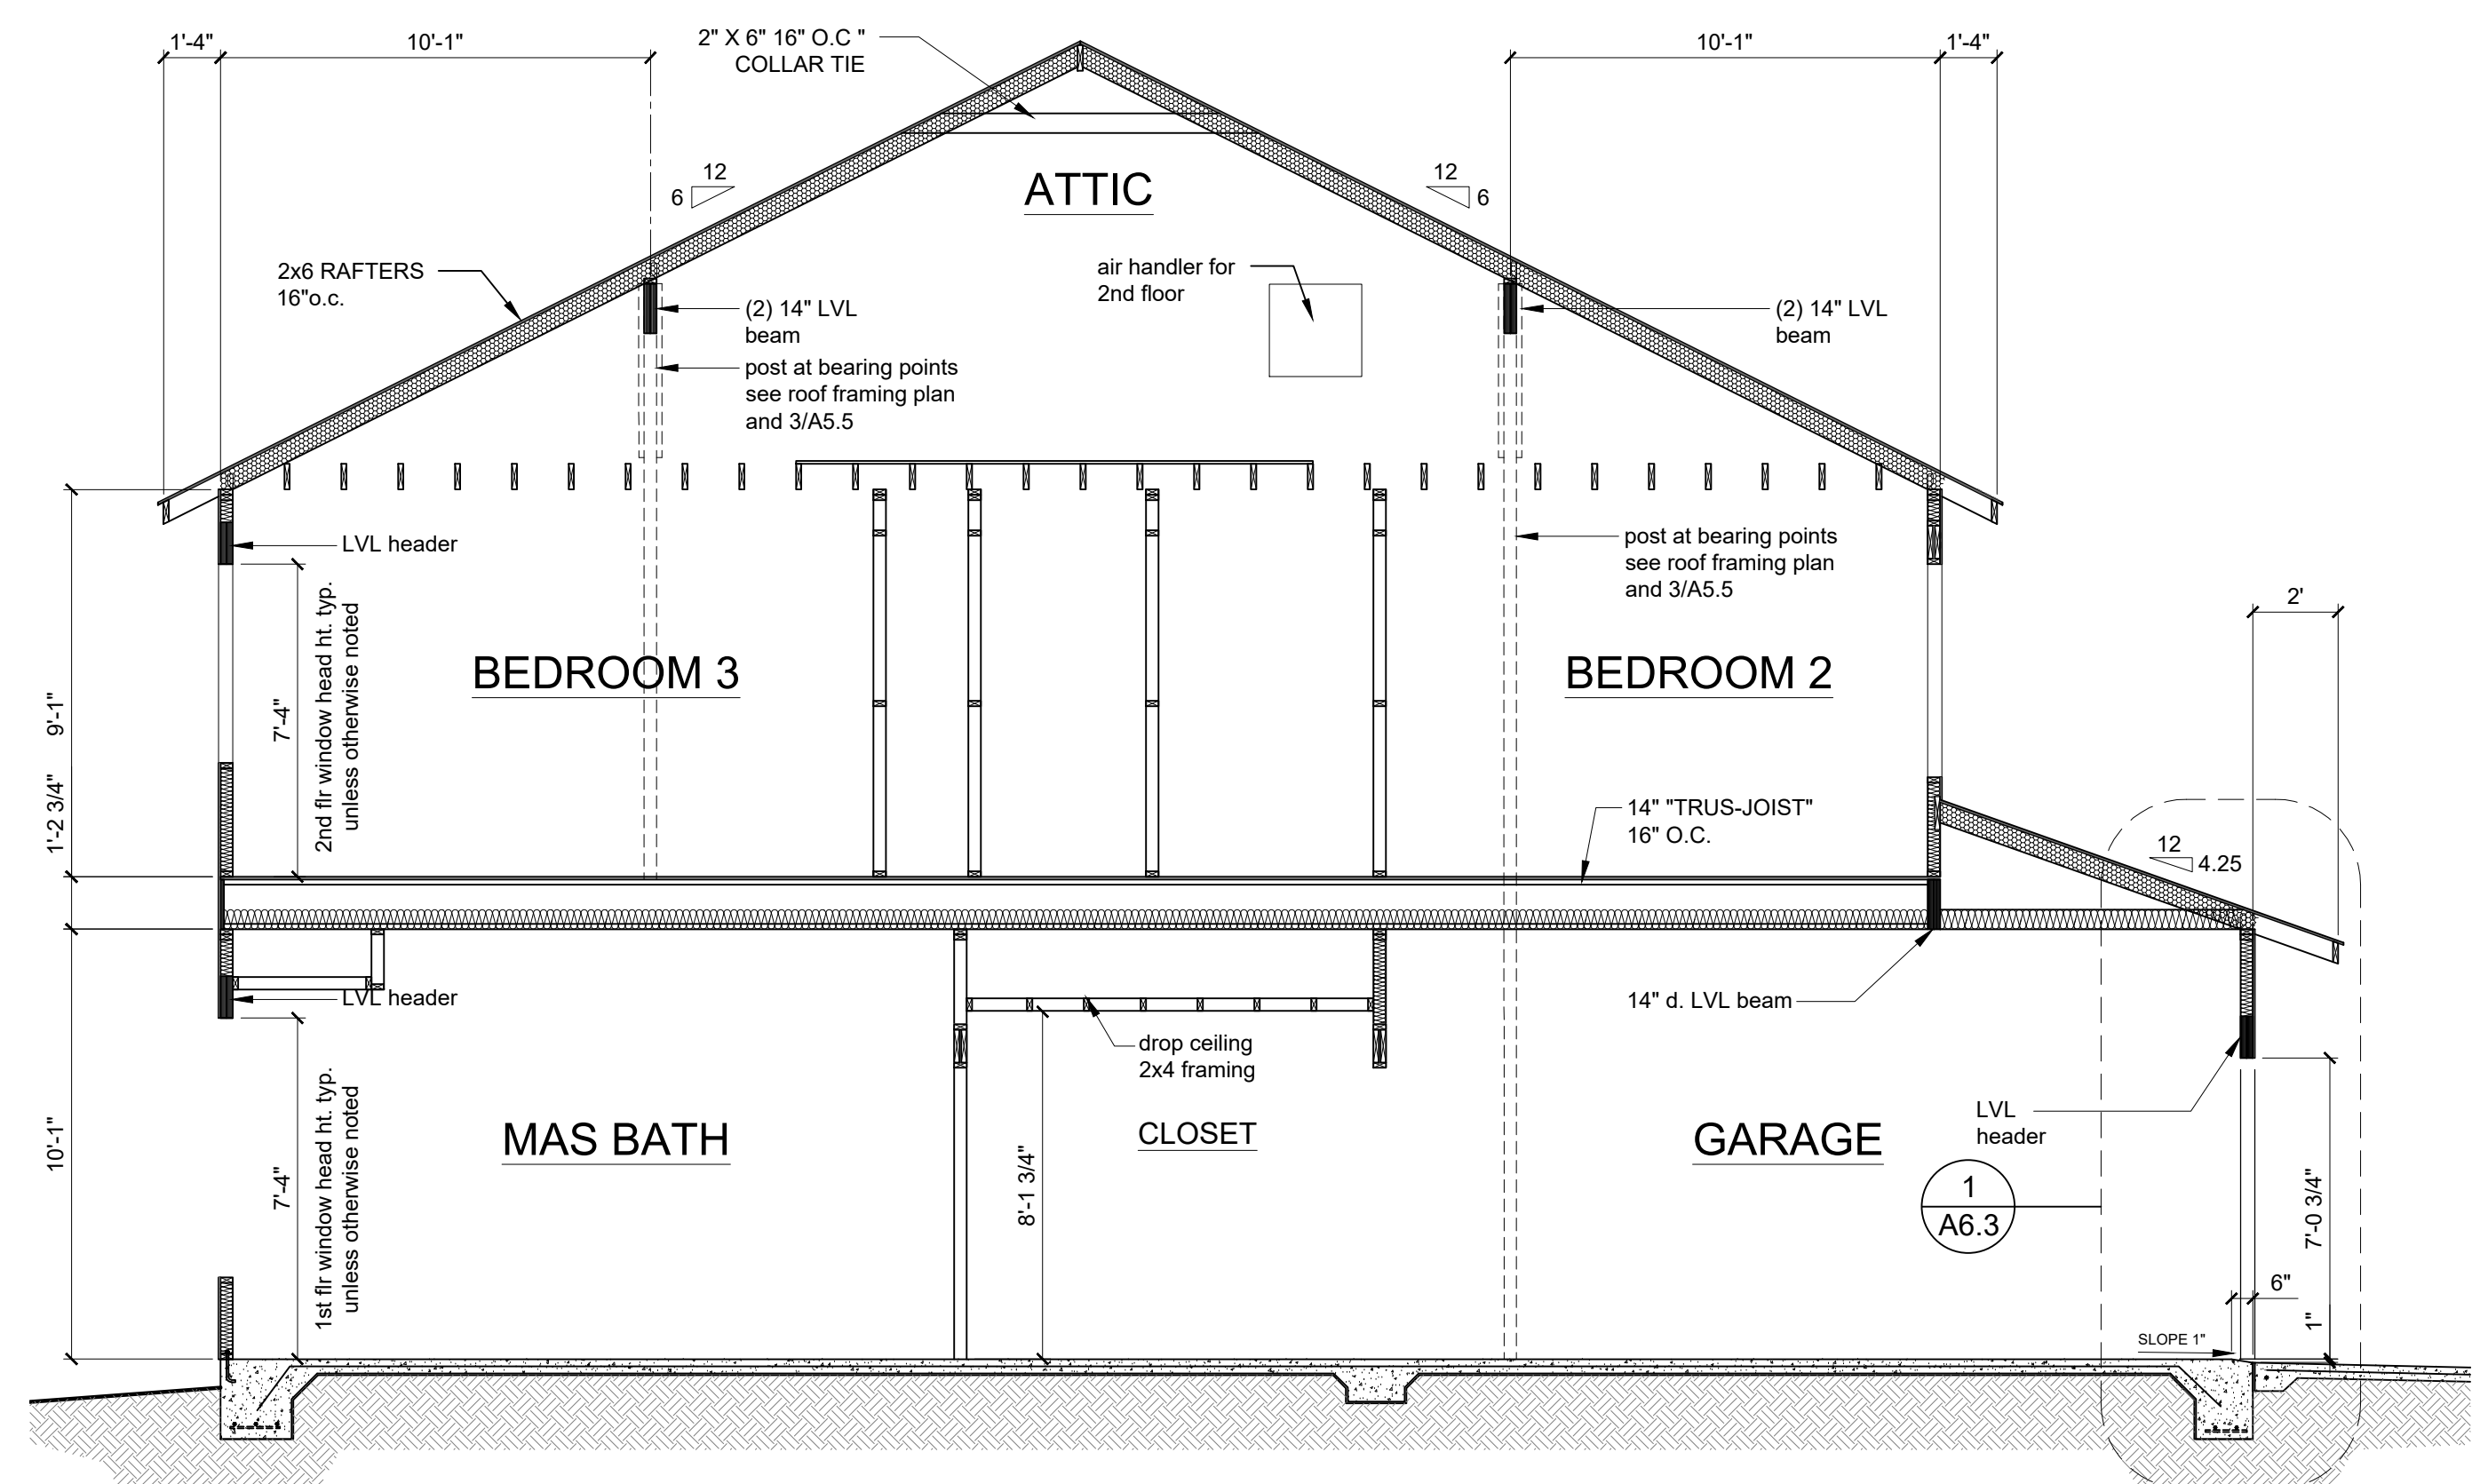 1'-4"
10'-1"
2" X 6" 16" O.C "
COLLAR TIE
10'-1"
1'-4"
12
6
ATTIC
12
6
2x6 RAFTERS
16"o.c.
air handler for
2nd floor
(2) 14" LVL
beam
(2) 14" LVL
beam
post at bearing points
see roof framing plan
and 3/A5.5
LVL header
post at bearing points
see roof framing plan
and 3/A5.5
2'
7'-4"
2nd flr window head ht. typ.
unless otherwise noted
BEDROOM 3
BEDROOM 2
9'-1"
1'-2 3/4"
14" "TRUS-JOIST"
16" O.C.
12
4.25
LVL header
14" d. LVL beam
drop ceiling
2x4 framing
10'-1"
7'-4"
1st flr window head ht. typ.
unless otherwise noted
MAS BATH
8'-1 3/4"
CLOSET
GARAGE
LVL
header
1
A6.3
7'-0 3/4"
6"
1"
SLOPE 1"